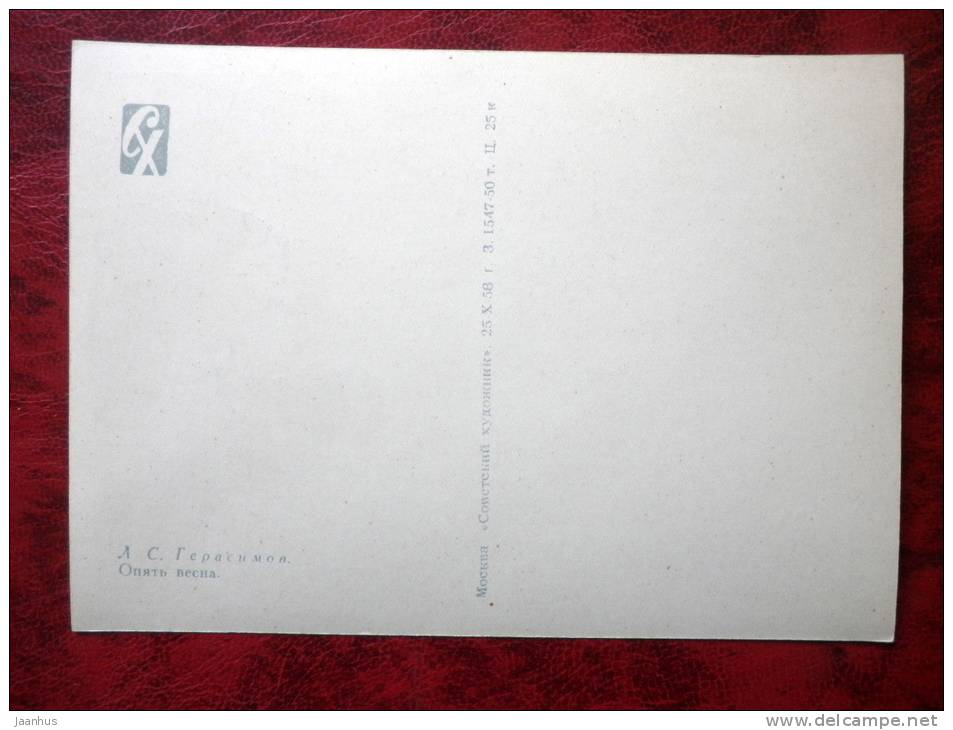 СХ
Л С. Герасимов.
Опять весна.
Москва «Советский художник». 25 X 58 г. З. 1547-50 т. Ц. 25 к
jaanhus
www.delcampe.net